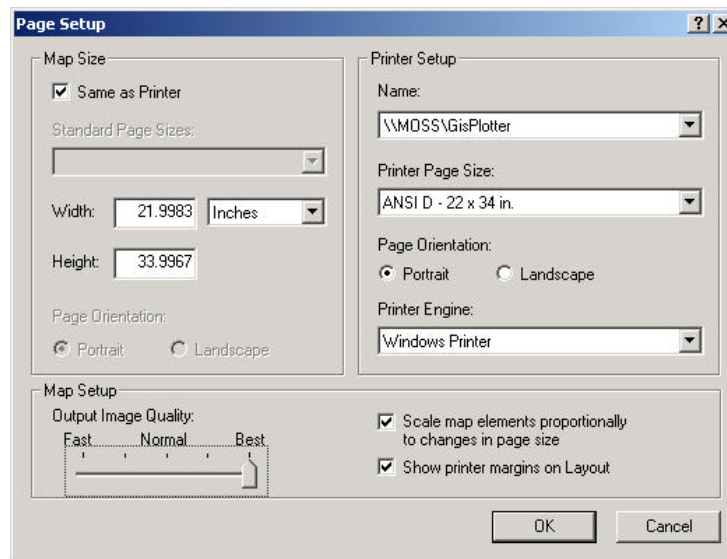 Page Setup
Map Size
Same as Printer
Standard Page Sizes:
Width: 21.9983 Inches
Height: 33.9967
Page Orientation:
Portrait Landscape
Printer Setup
Name:
\\MOSS\GisPlotter
Printer Page Size:
ANSI D - 22 x 34 in.
Page Orientation:
Portrait Landscape
Printer Engine:
Windows Printer
Map Setup
Output Image Quality:
Fast Normal Best
Scale map elements proportionally
to changes in page size
Show printer margins on Layout
OK Cancel